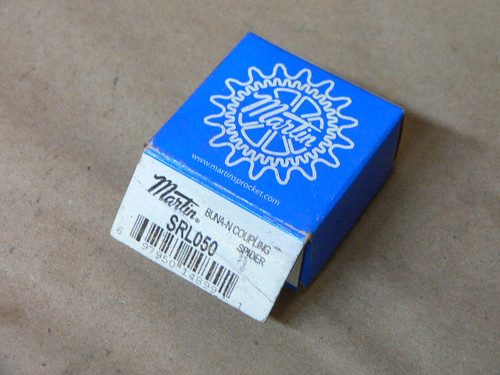 Martin
www.martinsprocket.com
Martin®
BUNA-N COUPLING
SPIDER
SRL050